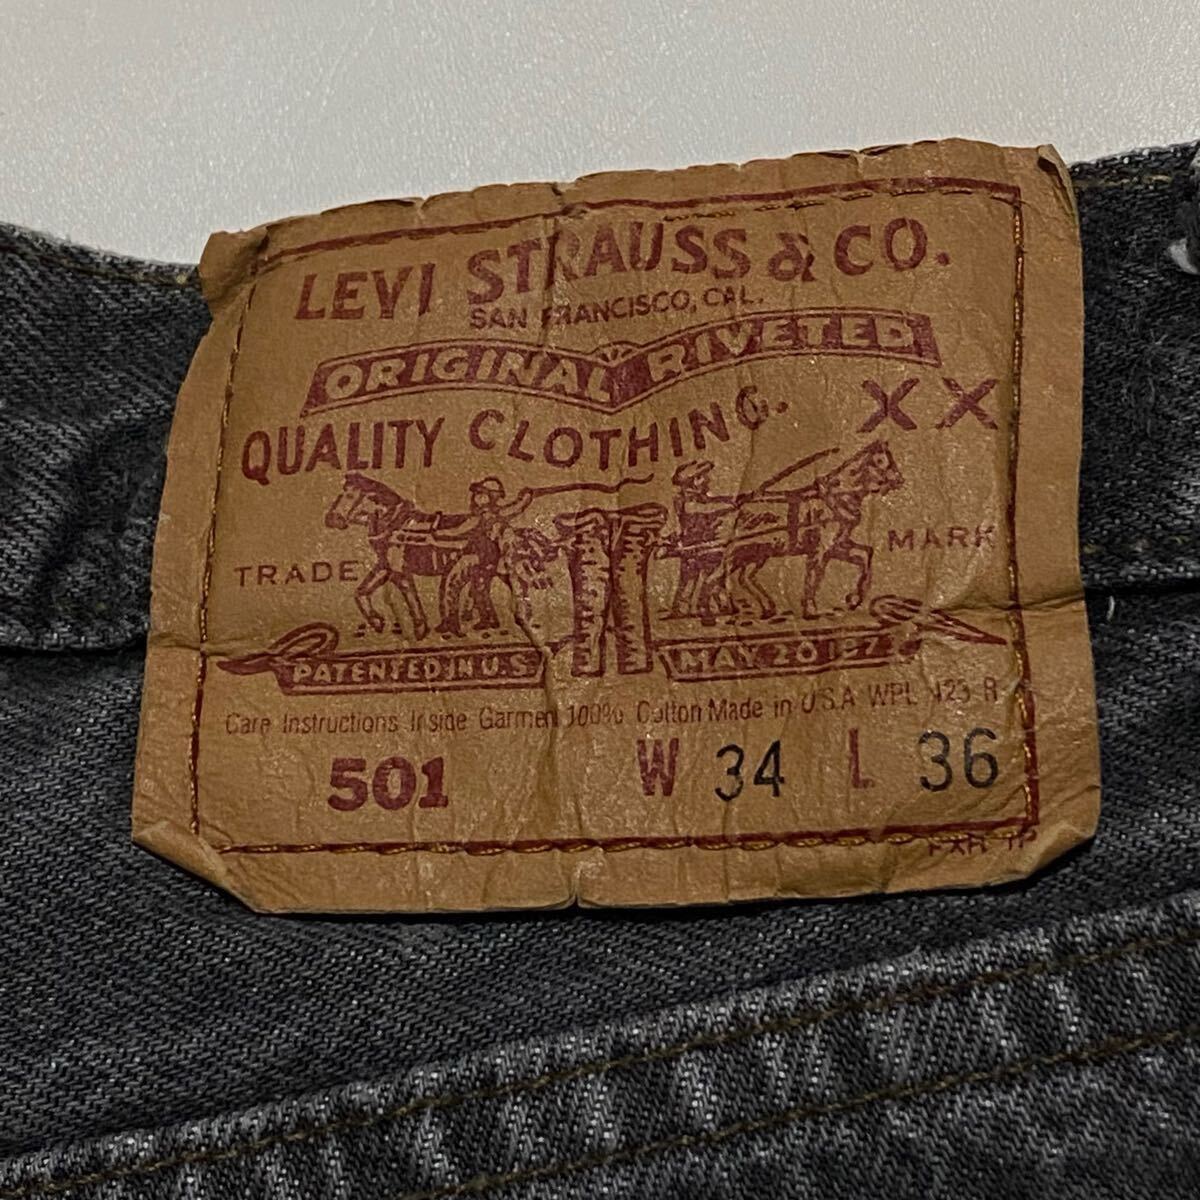 LEVI STRAUSS & CO.
SAN FRANCISCO, CAL.
ORIGINAL RIVETED
QUALITY CLOTHING. XX
TRADE MARK
PATENTED IN U.S. MAY 20 1873
Care Instructions Inside Garment 100% Cotton Made in U.S.A WPL 423 R
501 W 34 L 36